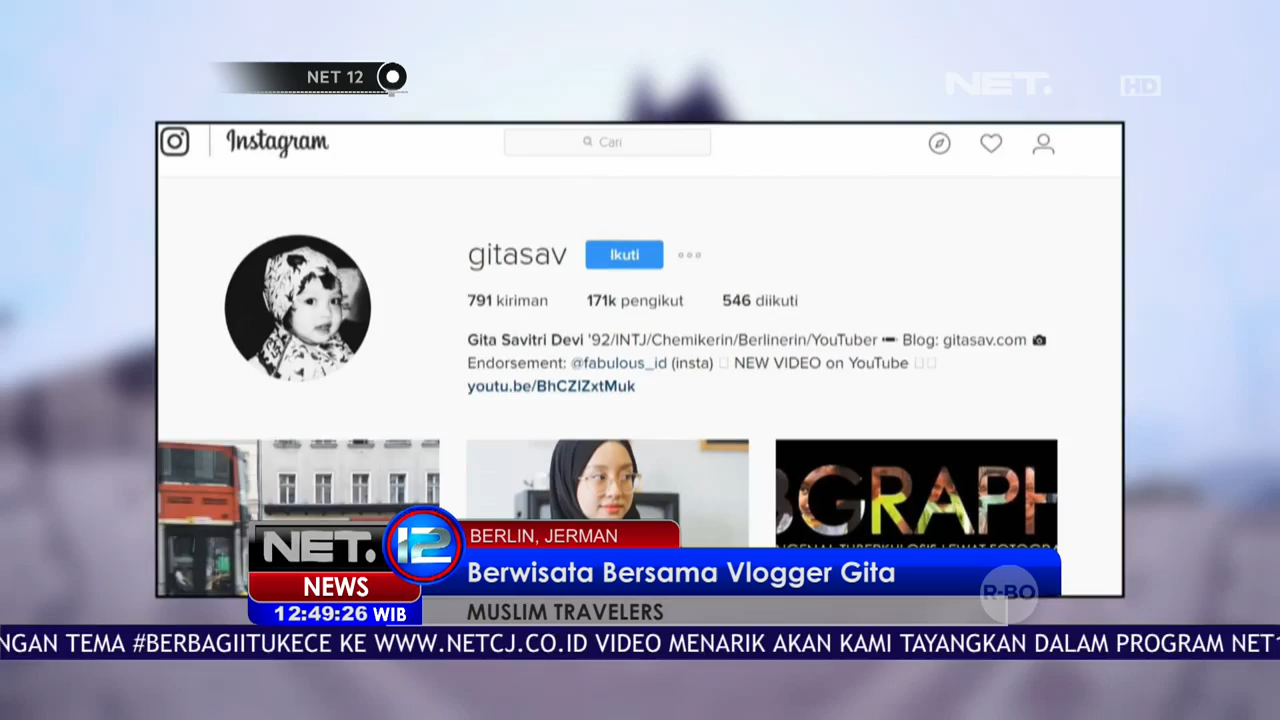 NET 12
NET.
HD
Instagram
Cari
gitasav
Ikuti
791 kiriman
171k pengikut
546 diikuti
Gita Savitri Devi '92/INTJ/Chemikerin/Berlinerin/YouTuber Blog: gitasav.com
Endorsement: @fabulous_id (insta) NEW VIDEO on YouTube
youtu.be/BhCZlZxtMuk
GRAPH
NET. 12
NEWS
12:49:26 WIB
BERLIN, JERMAN
Berwisata Bersama Vlogger Gita
MUSLIM TRAVELERS
R-BO
NGAN TEMA #BERBAGIITUKECE KE WWW.NETCJ.CO.ID VIDEO MENARIK AKAN KAMI TAYANGKAN DALAM PROGRAM NET